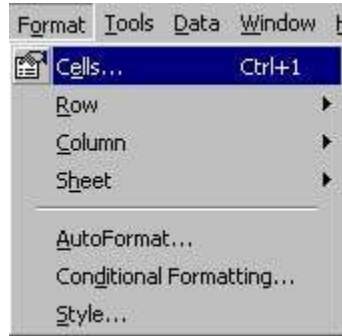 Format Tools Data Window
Cells... Ctrl+1
Row
Column
Sheet
AutoFormat...
Conditional Formatting...
Style...